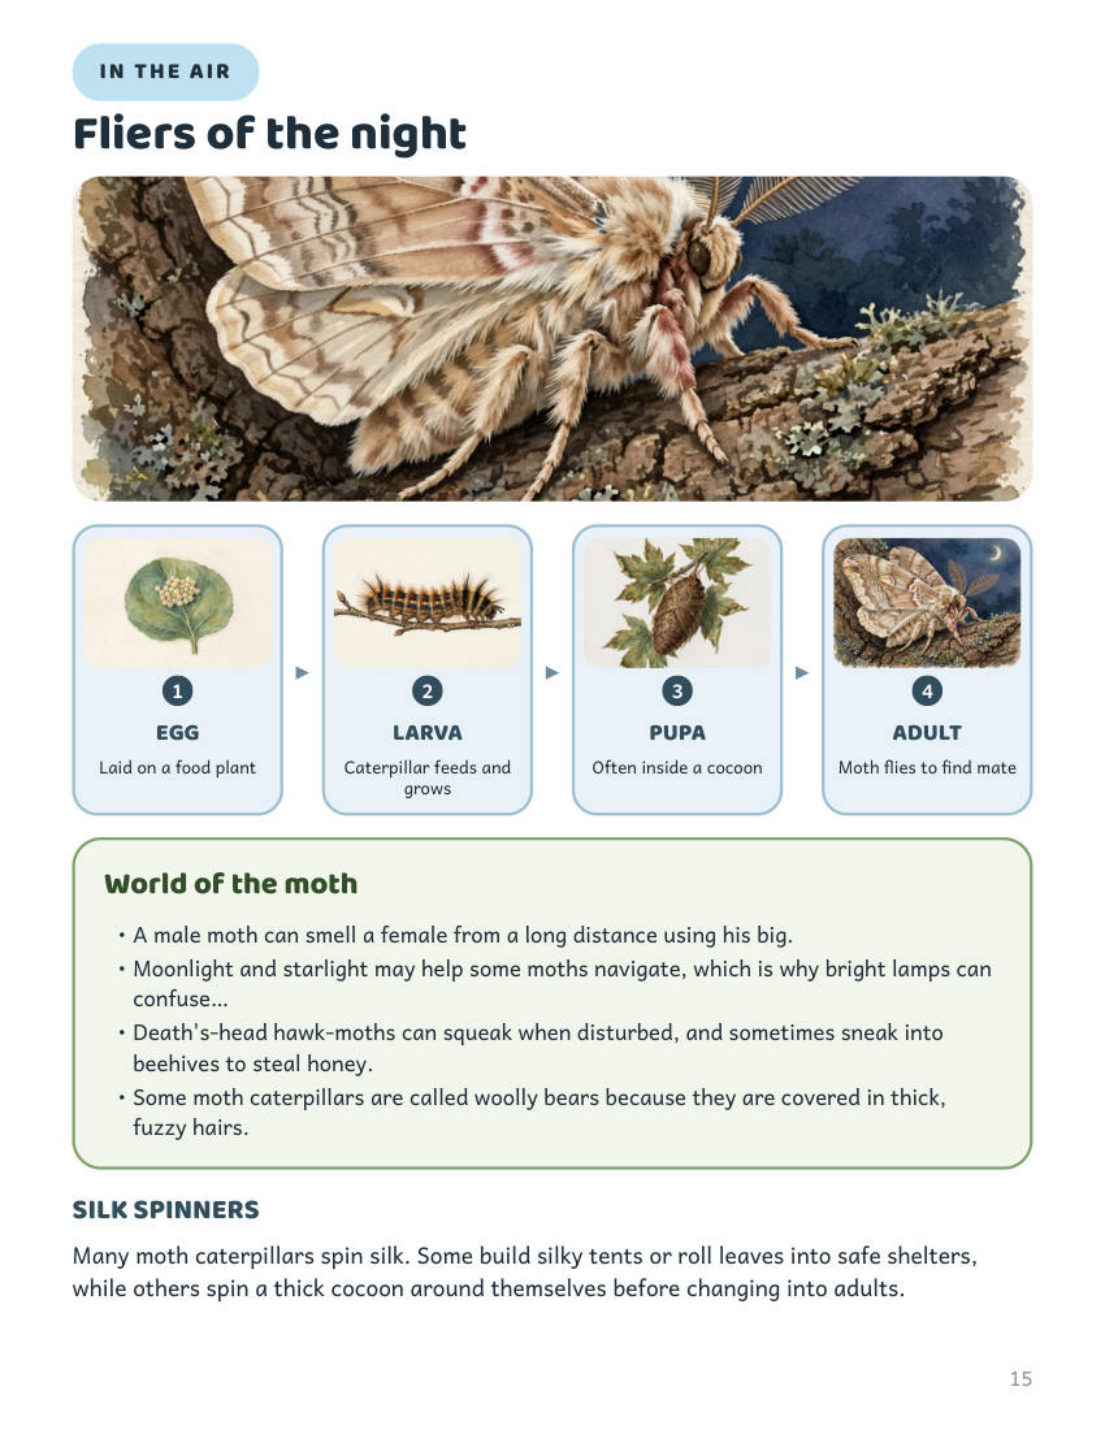 IN THE AIR
Fliers of the night
1
EGG
Laid on a food plant
2
LARVA
Caterpillar feeds and
grows
3
PUPA
Often inside a cocoon
4
ADULT
Moth flies to find mate
World of the moth
• A male moth can smell a female from a long distance using his big.
• Moonlight and starlight may help some moths navigate, which is why bright lamps can
confuse...
• Death's-head hawk-moths can squeak when disturbed, and sometimes sneak into
beehives to steal honey.
• Some moth caterpillars are called woolly bears because they are covered in thick,
fuzzy hairs.
SILK SPINNERS
Many moth caterpillars spin silk. Some build silky tents or roll leaves into safe shelters,
while others spin a thick cocoon around themselves before changing into adults.
15